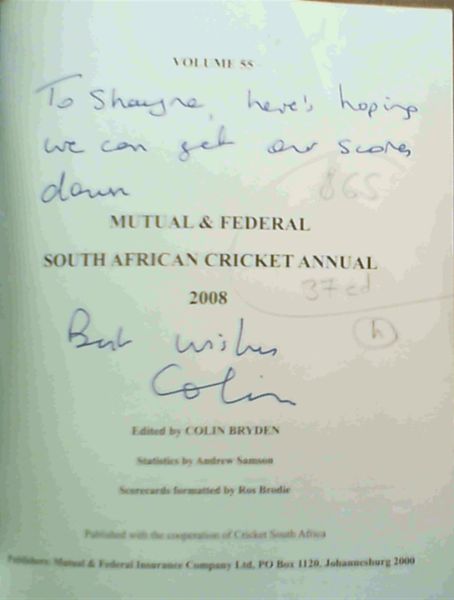 VOLUME 55
To Shayne, here's hoping
we can get our scores
down
865
MUTUAL & FEDERAL
SOUTH AFRICAN CRICKET ANNUAL
2008
37 ed
h
Best wishes
Colin
Edited by COLIN BRYDEN
Statistics by Andrew Samson
Scorecards formatted by Ros Brodie
Published with the cooperation of Cricket South Africa
Publishers: Mutual & Federal Insurance Company Ltd, PO Box 1120, Johannesburg 2000